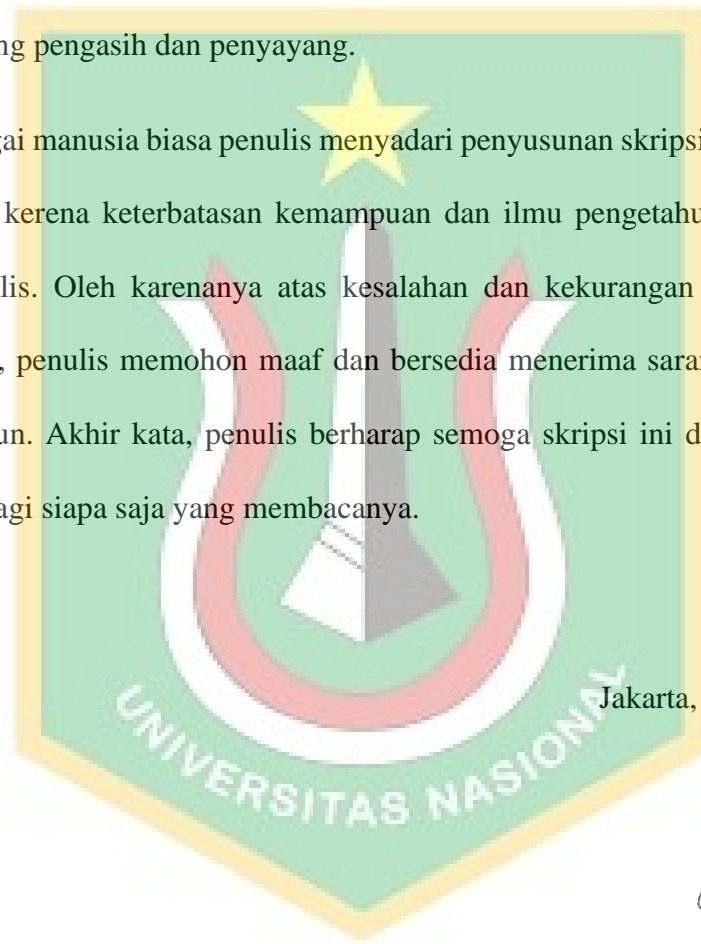 ng pengasih dan penyayang.
gai manusia biasa penulis menyadari penyusunan skripsi
kerena keterbatasan kemampuan dan ilmu pengetahu
lis. Oleh karenanya atas kesalahan dan kekurangan
, penulis memohon maaf dan bersedia menerima saran
un. Akhir kata, penulis berharap semoga skripsi ini d
agi siapa saja yang membacanya.
Jakarta,
UNIVERSITAS NASIONAL